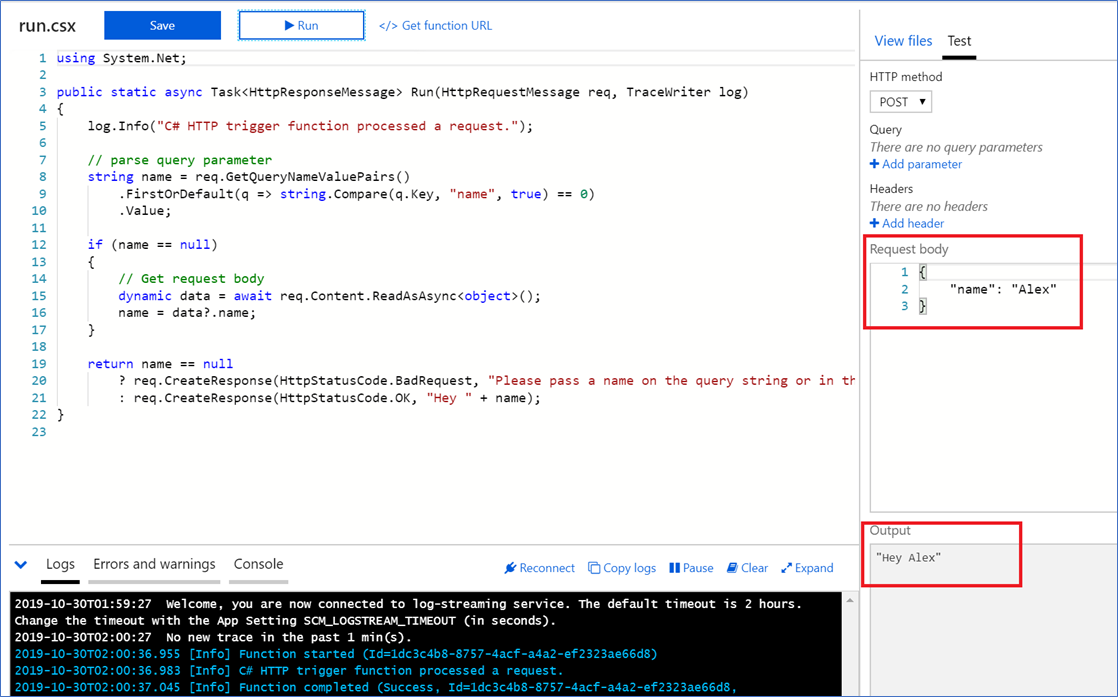 run.csx Save Run </> Get function URL
1 using System.Net;
2
3 public static async Task<HttpResponseMessage> Run(HttpRequestMessage req, TraceWriter log)
4 {
5     log.Info("C# HTTP trigger function processed a request.");
6
7     // parse query parameter
8     string name = req.GetQueryNameValuePairs()
9         .FirstOrDefault(q => string.Compare(q.Key, "name", true) == 0)
10         .Value;
11
12     if (name == null)
13     {
14         // Get request body
15         dynamic data = await req.Content.ReadAsAsync<object>();
16         name = data?.name;
17     }
18
19     return name == null
20         ? req.CreateResponse(HttpStatusCode.BadRequest, "Please pass a name on the query string or in th
21         : req.CreateResponse(HttpStatusCode.OK, "Hey " + name);
22 }
23
View files Test
HTTP method
POST
Query
There are no query parameters
Add parameter
Headers
There are no headers
Add header
Request body
1 {
2     "name": "Alex"
3 }
Output
"Hey Alex"
Logs Errors and warnings Console Reconnect Copy logs Pause Clear Expand
2019-10-30T01:59:27  Welcome, you are now connected to log-streaming service. The default timeout is 2 hours.
Change the timeout with the App Setting SCM_LOGSTREAM_TIMEOUT (in seconds).
2019-10-30T02:00:27  No new trace in the past 1 min(s).
2019-10-30T02:00:36.955 [Info] Function started (Id=1dc3c4b8-8757-4acf-a4a2-ef2323ae66d8)
2019-10-30T02:00:36.983 [Info] C# HTTP trigger function processed a request.
2019-10-30T02:00:37.045 [Info] Function completed (Success, Id=1dc3c4b8-8757-4acf-a4a2-ef2323ae66d8,